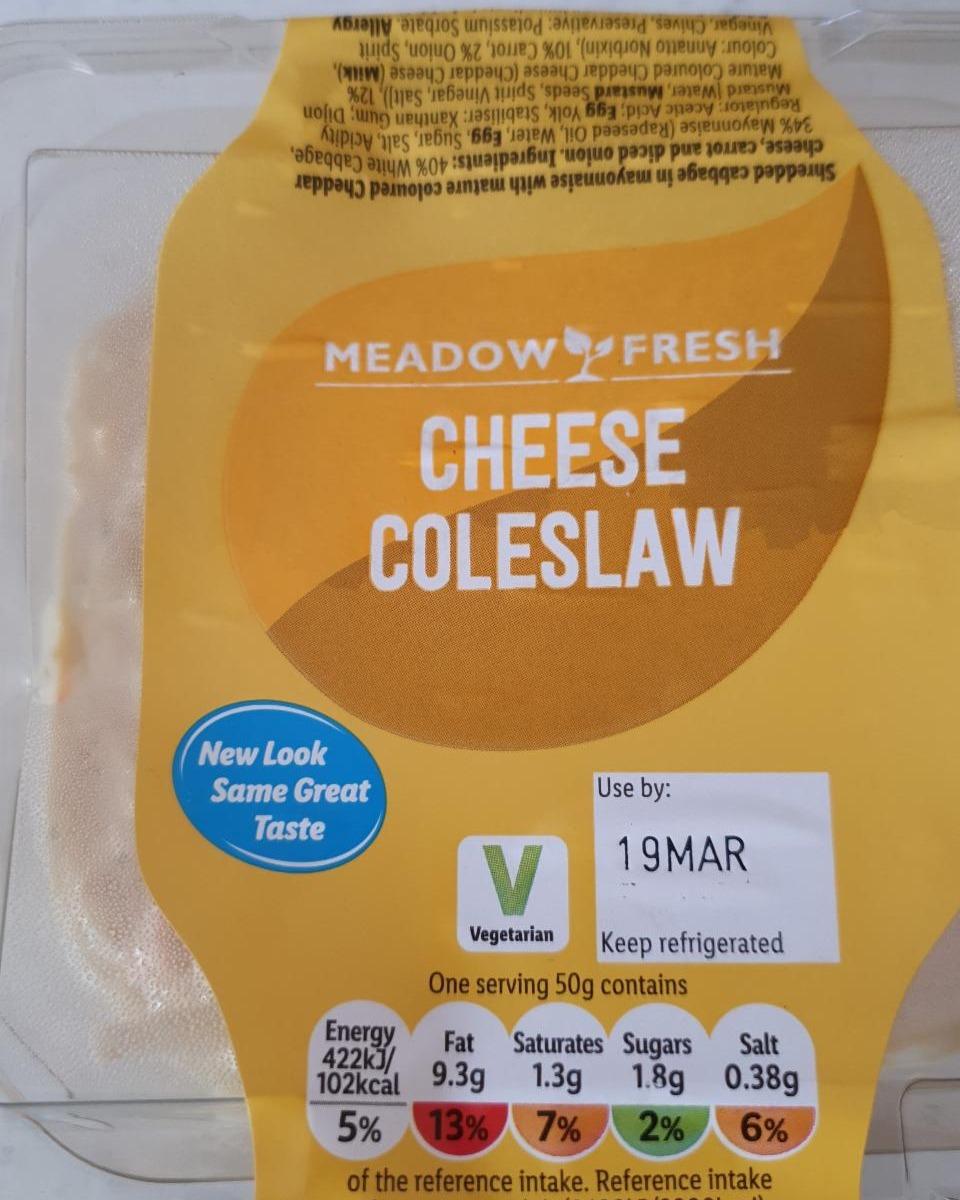 Shredded cabbage in mayonnaise with mature coloured Cheddar
cheese, carrot and diced onion. Ingredients: 40% White Cabbage,
34% Mayonnaise (Rapeseed Oil, Water, Egg, Sugar, Salt, Acidity
Regulator: Acetic Acid; Egg Yolk, Stabiliser: Xanthan Gum; Dijon
Mustard [Water, Mustard Seeds, Spirit Vinegar, Salt]), 12%
Mature Coloured Cheddar Cheese (Cheddar Cheese (Milk),
Colour: Annatto Norbixin), 10% Carrot, 2% Onion, Spirit
Vinegar, Chives, Preservative: Potassium Sorbate. Allergy
MEADOW FRESH
CHEESE
COLESLAW
New Look
Same Great
Taste
Use by:
19MAR
Keep refrigerated
V
Vegetarian
One serving 50g contains
Energy 422kJ/ 102kcal 5%
Fat 9.3g 13%
Saturates 1.3g 7%
Sugars 1.8g 2%
Salt 0.38g 6%
of the reference intake. Reference intake